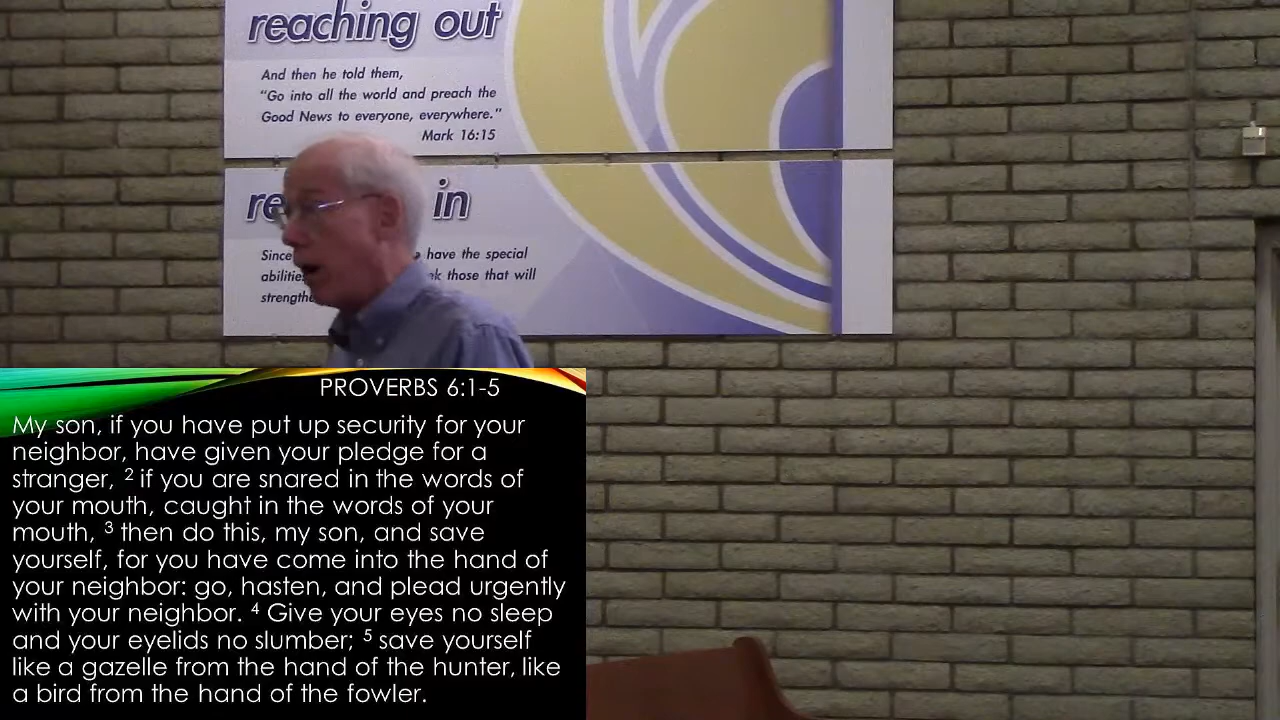 reaching out
And then he told them,
“Go into all the world and preach the
Good News to everyone, everywhere.”
Mark 16:15
in
Since have the special
abilities those that will
PROVERBS 6:1-5
My son, if you have put up security for your
neighbor, have given your pledge for a
stranger, 2 if you are snared in the words of
your mouth, caught in the words of your
mouth, 3 then do this, my son, and save
yourself, for you have come into the hand of
your neighbor: go, hasten, and plead urgently
with your neighbor. 4 Give your eyes no sleep
and your eyelids no slumber; 5 save yourself
like a gazelle from the hand of the hunter, like
a bird from the hand of the fowler.